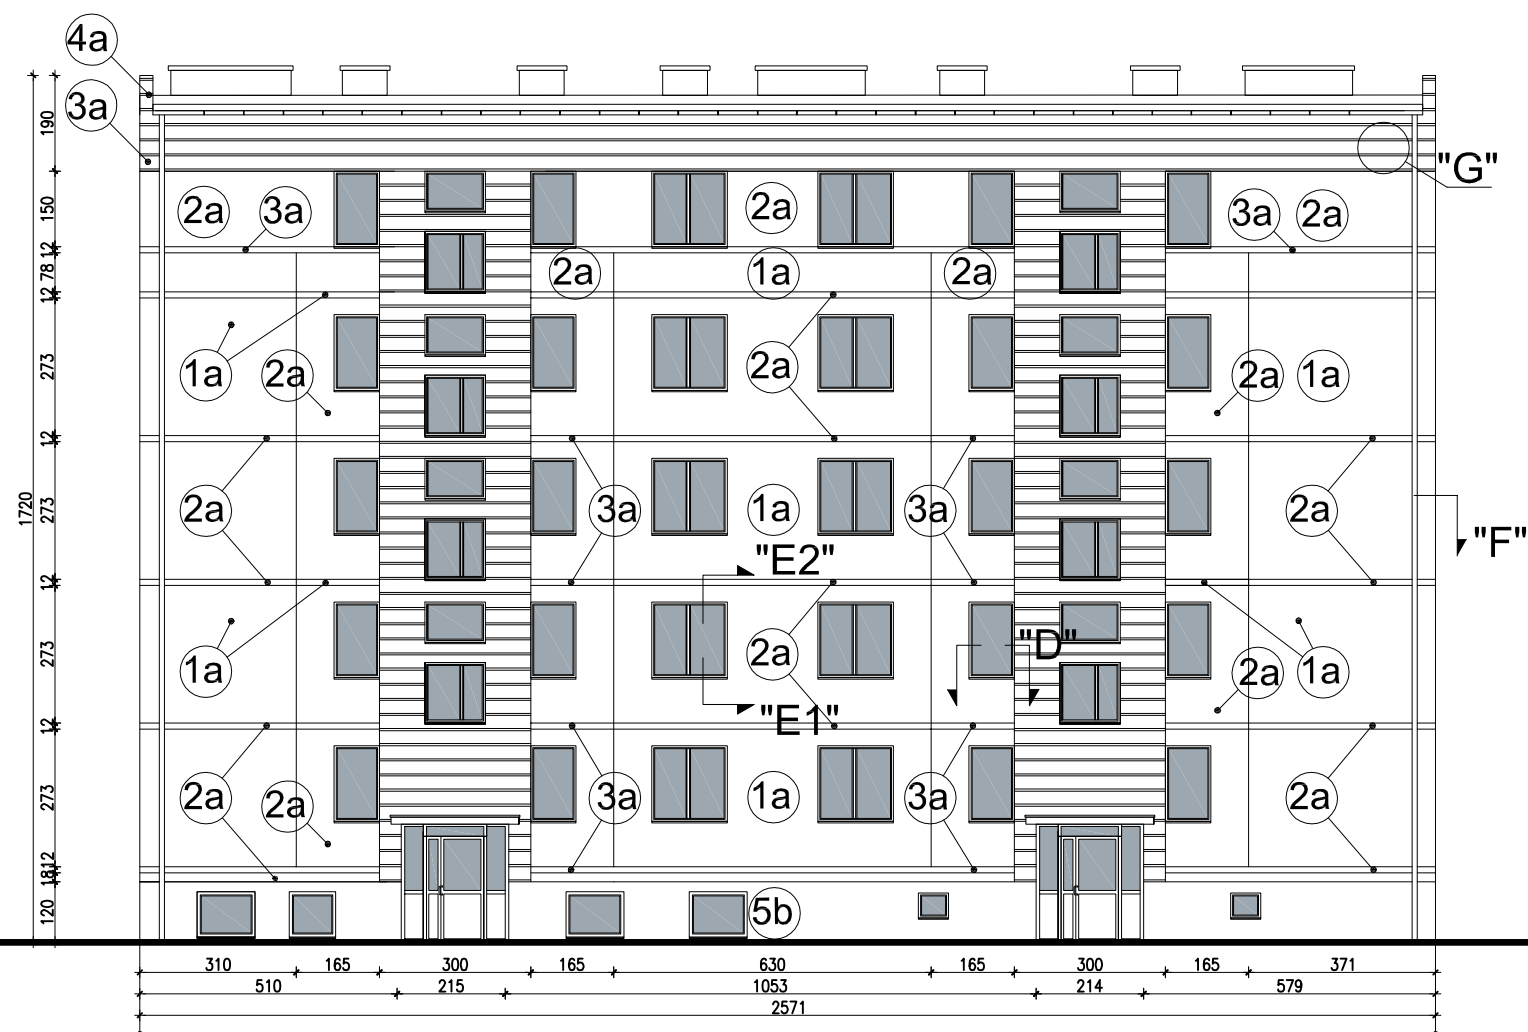 4a
3a
"G"
2a 3a 2a 3a 2a
2a 1a 2a
1a 2a 2a 2a 1a
2a 3a 1a 3a 2a
"F"
"E2"
"D"
1a 2a 2a 1a
"E1"
2a 2a 3a 1a 3a 2a
5b
190
150
12
78
12
273
12
273
12
273
12
273
12
18
120
1720
310 165 300 165 630 165 300 165 371
510 215 1053 214 579
2571